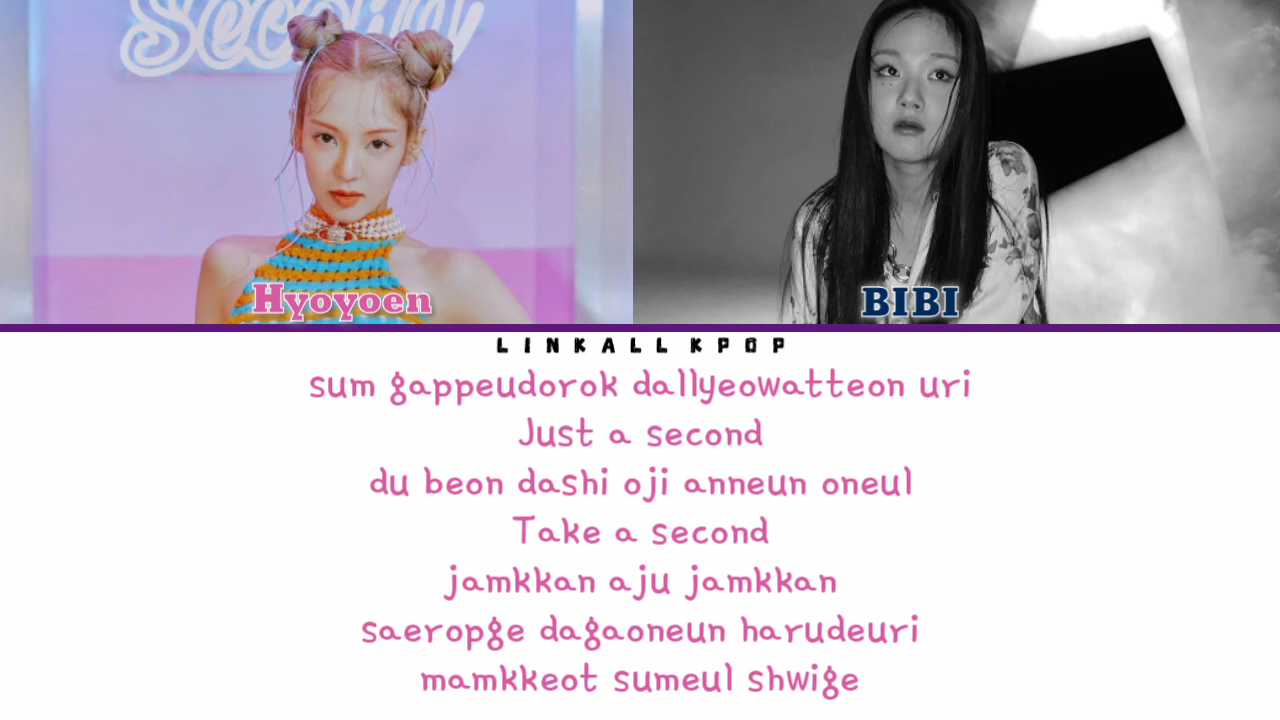 Second
Hyoyoen
BIBI
LINKALL KPOP
sum gappeudorok dallyeowatteon uri
Just a second
du beon dashi oji anneun oneul
Take a second
jamkkan aju jamkkan
saeropge dagaoneun harudeuri
mamkkeot sumeul shwige